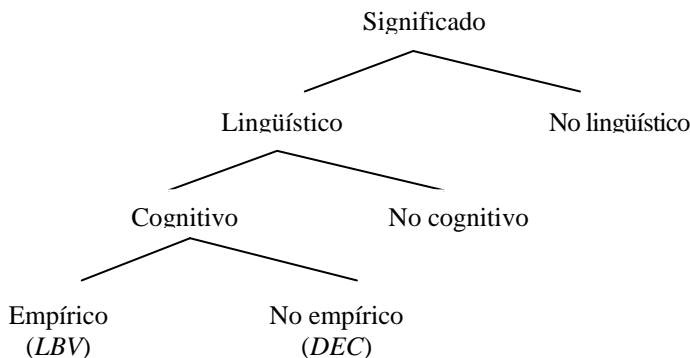 Significado
Lingüístico No lingüístico
Cognitivo No cognitivo
Empírico No empírico
(LBV) (DEC)